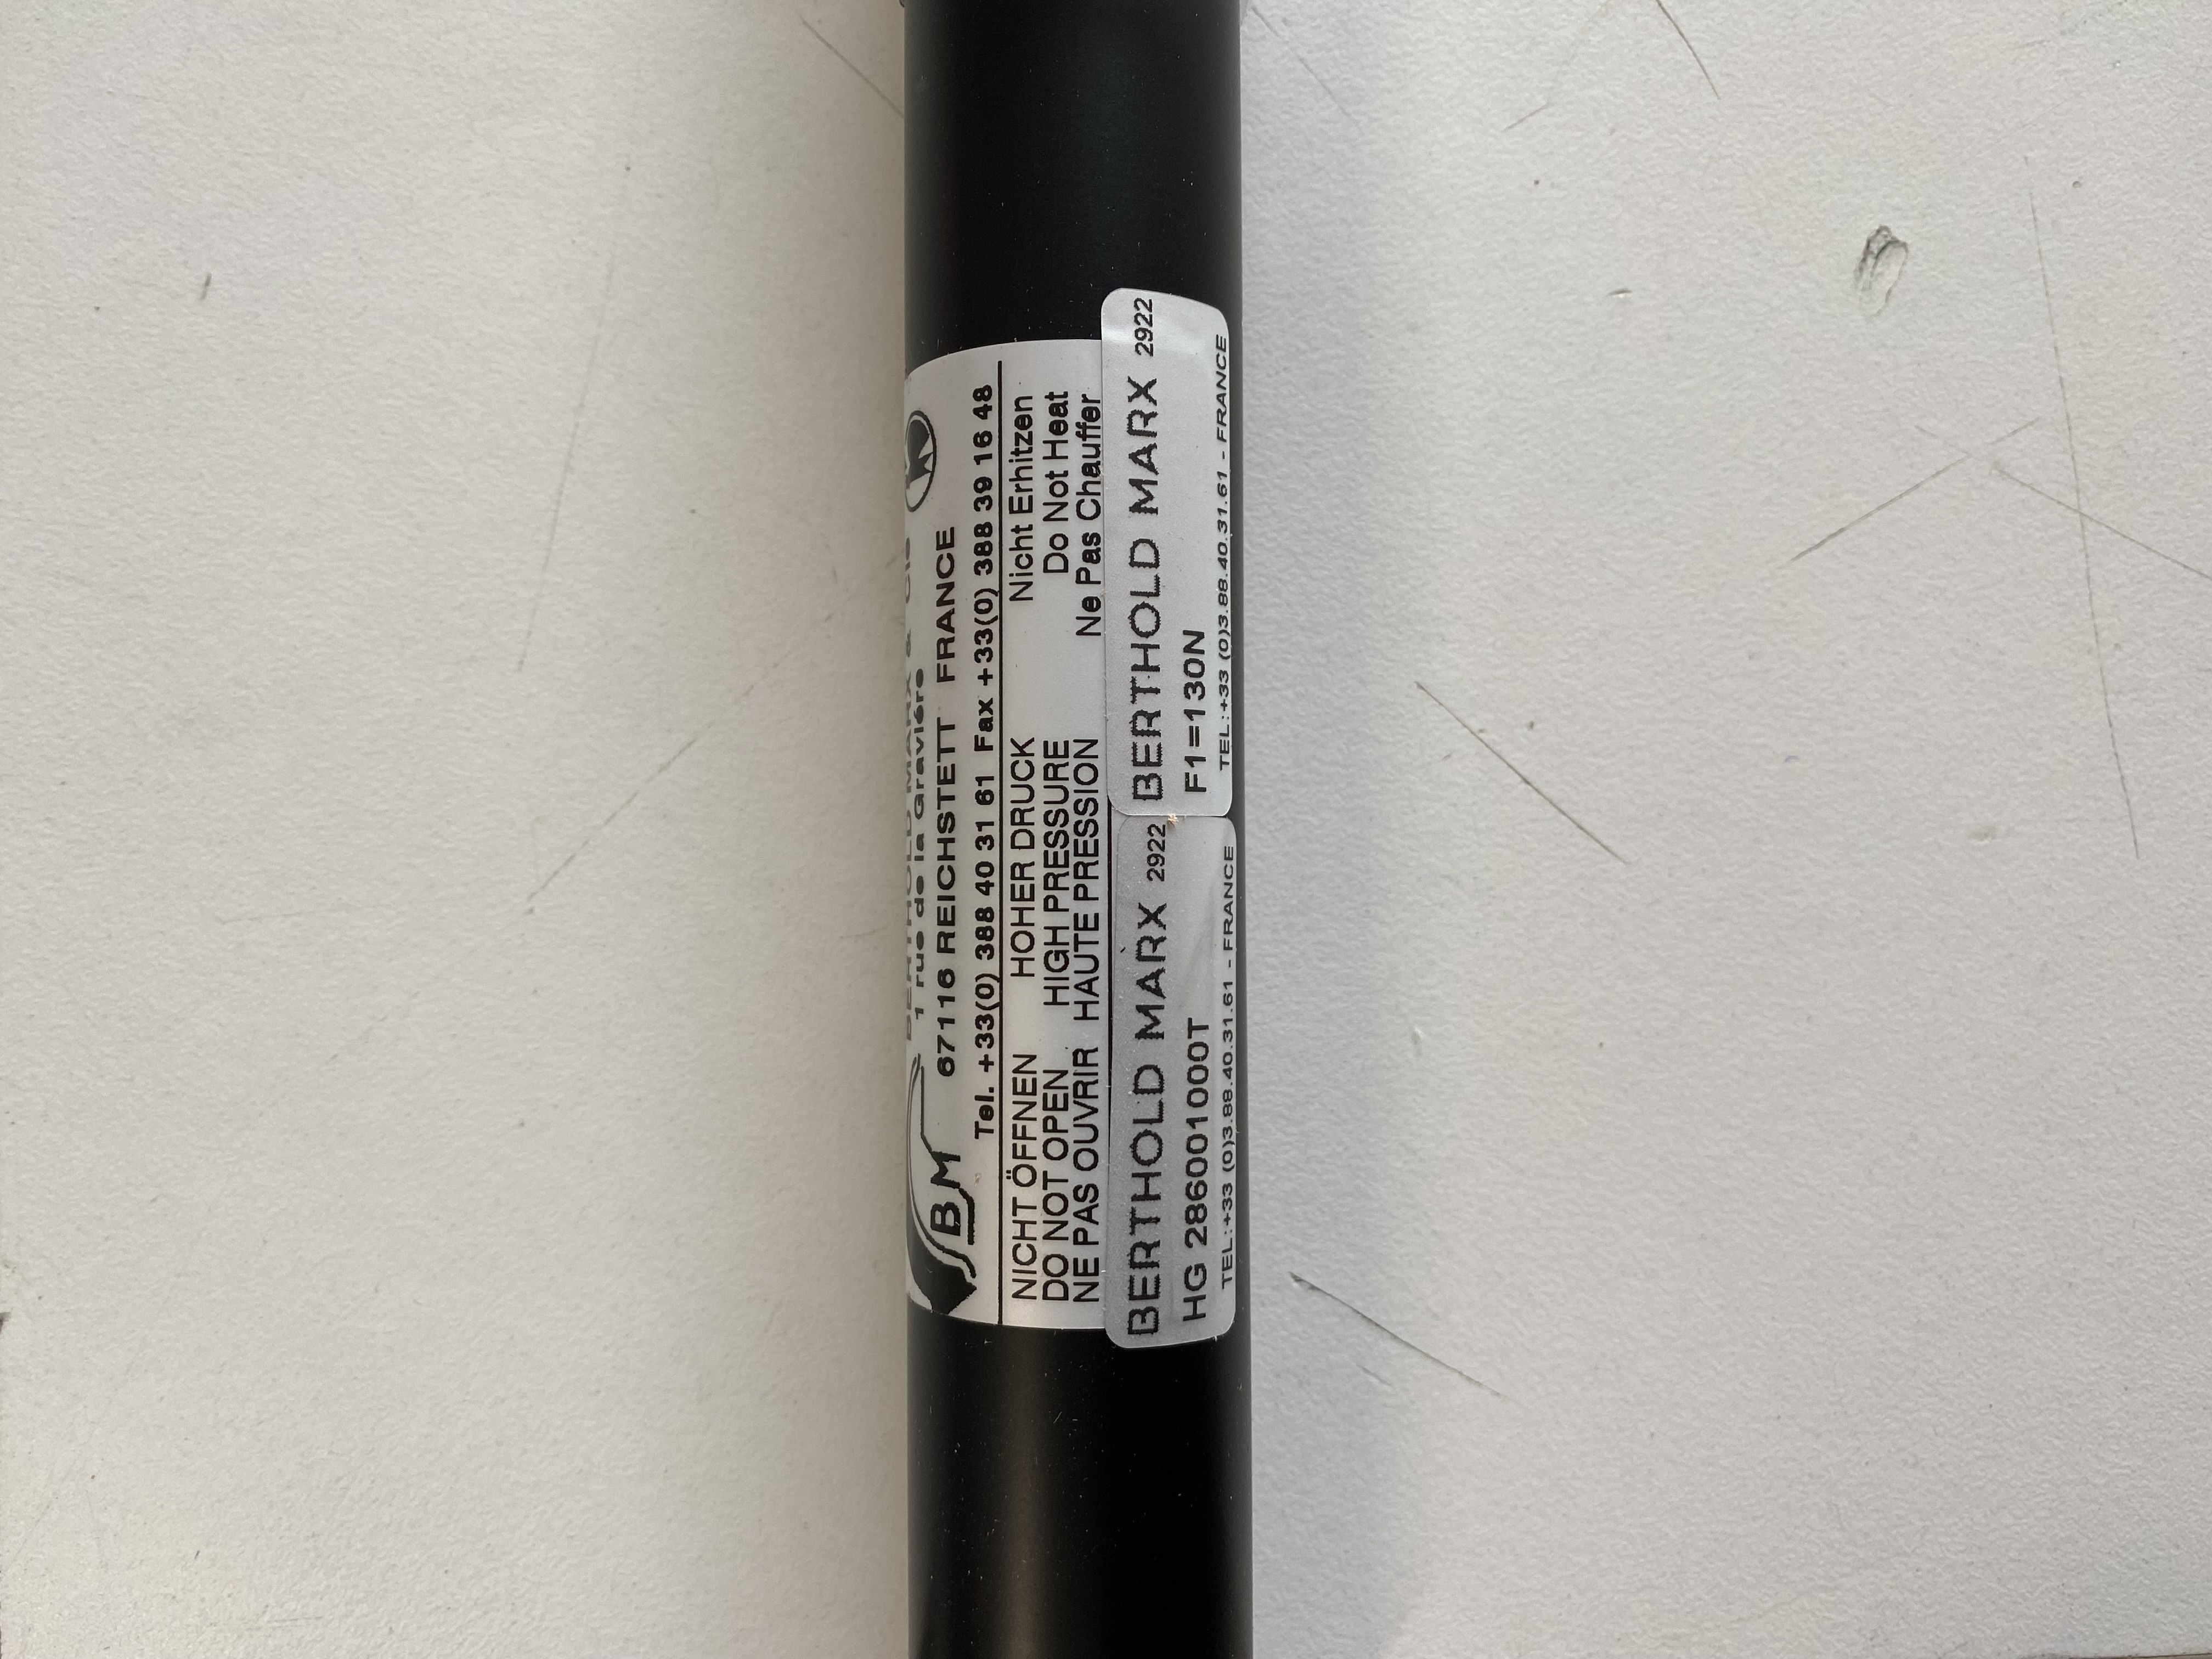 BERTHOLD MARX & Cie
1 rue de la Gravière
67116 REICHSTETT FRANCE
Tel. +33(0) 388 40 31 61 Fax +33(0) 388 39 16 48
BM
NICHT ÖFFNEN HOHER DRUCK Nicht Erhitzen
DO NOT OPEN HIGH PRESSURE Do Not Heat
NE PAS OUVRIR HAUTE PRESSION Ne Pas Chauffer
BERTHOLD MARX 2922
HG 286001000T
TEL:+33 (0)3.88.40.31.61 - FRANCE
BERTHOLD MARX 2922
F1=130N
TEL:+33 (0)3.88.40.31.61 - FRANCE